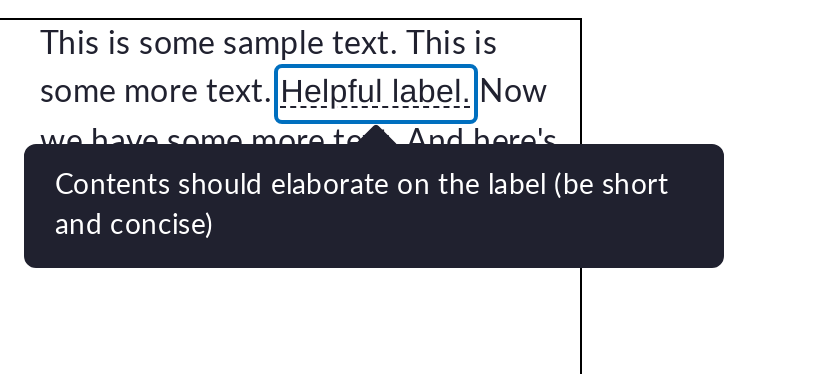 This is some sample text. This is
some more text. Helpful label. Now
we have some more text. And here's
Contents should elaborate on the label (be short
and concise)